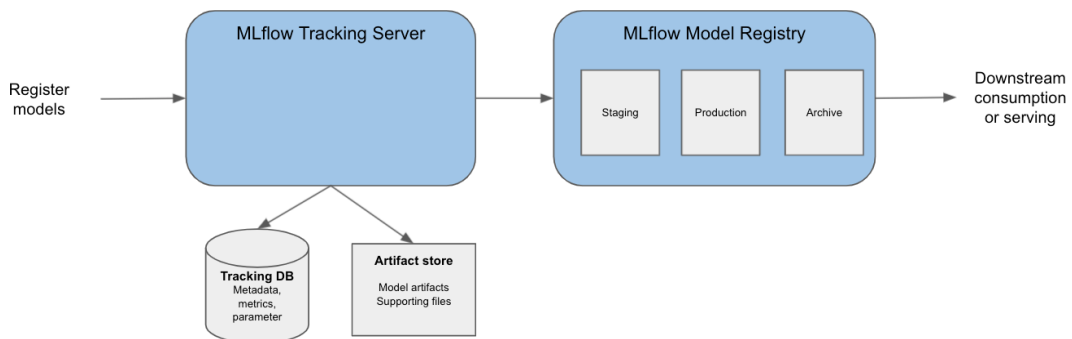 MLflow Tracking Server
MLflow Model Registry
Register
models
Staging
Production
Archive
Downstream
consumption
or serving
Tracking DB
Metadata,
metrics,
parameter
Artifact store
Model artifacts
Supporting files